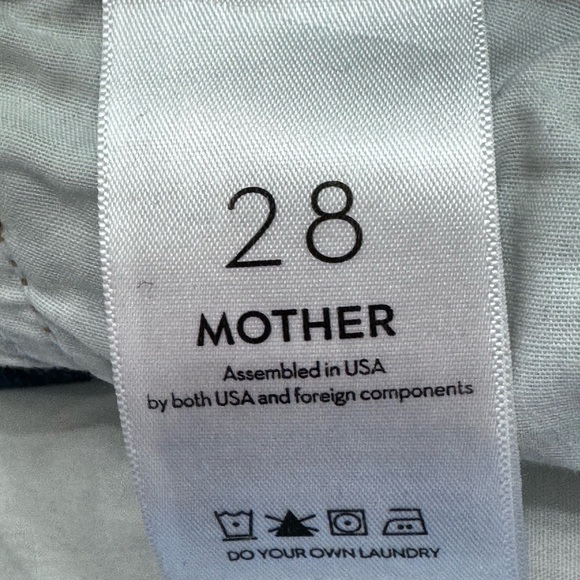 28
MOTHER
Assembled in USA
by both USA and foreign components
DO YOUR OWN LAUNDRY